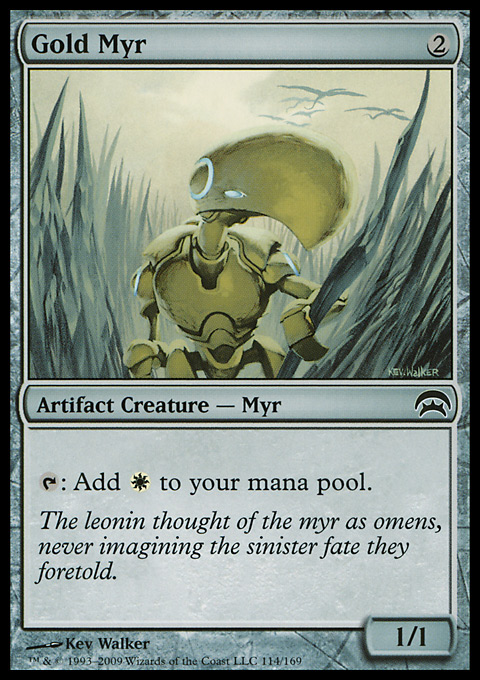 Gold Myr 2
KEV. WALKER
Artifact Creature — Myr
: Add to your mana pool.
The leonin thought of the myr as omens,
never imagining the sinister fate they
foretold.
Kev Walker
1/1
™ & © 1993–2009 Wizards of the Coast LLC 114/169